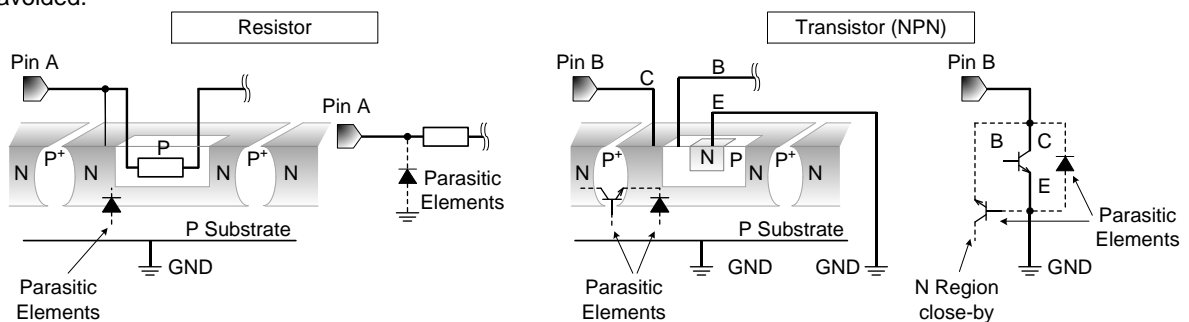 avoided.
Resistor
Transistor (NPN)
Pin A
Pin A
P
N
P+
N
N
P+
N
Parasitic
Elements
P Substrate
GND
Parasitic
Elements
Pin B
C
B
E
N
P+
N
N
P
N
P+
N
P Substrate
GND
GND
Parasitic
Elements
Pin B
B
C
E
Parasitic
Elements
GND
N Region
close-by